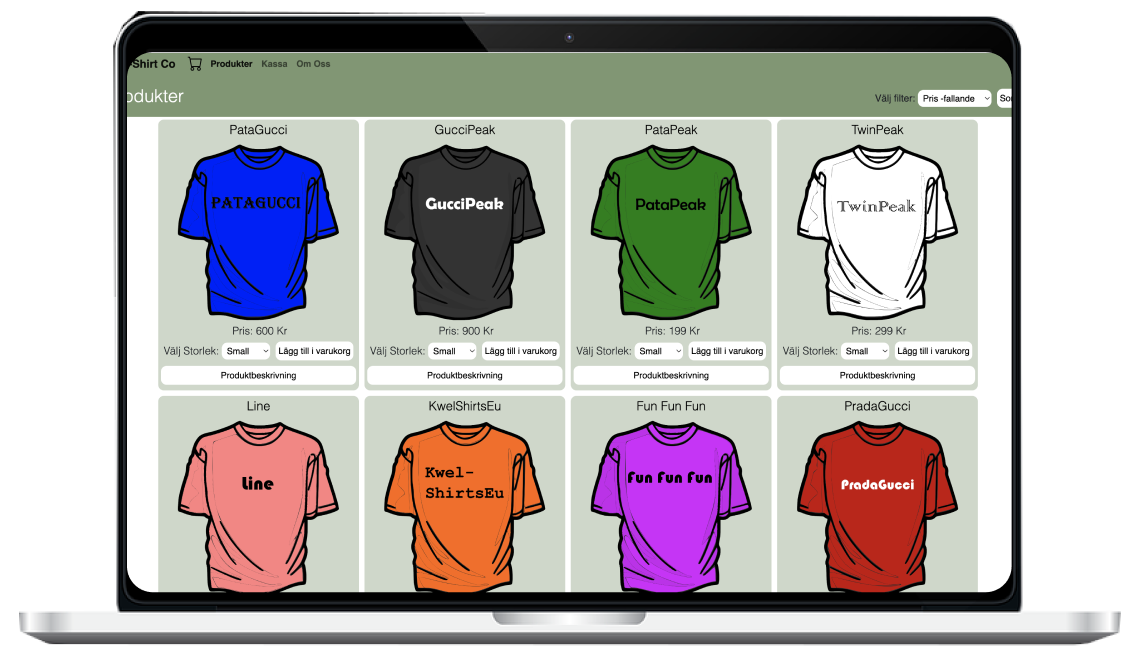 Shirt Co Produkter Kassa Om Oss
odukter
Välj filter: Pris -fallande
PataGucci GucciPeak PataPeak TwinPeak
PATAGUCCI GucciPeak PataPeak TwinPeak
Pris: 600 Kr Pris: 900 Kr Pris: 199 Kr Pris: 299 Kr
Välj Storlek: Small Lägg till i varukorg Välj Storlek: Small Lägg till i varukorg Välj Storlek: Small Lägg till i varukorg Välj Storlek: Small Lägg till i varukorg
Produktbeskrivning Produktbeskrivning Produktbeskrivning Produktbeskrivning
Line KwelShirtsEu Fun Fun Fun PradaGucci
Line Kwel-
ShirtsEu Fun Fun Fun PradaGucci